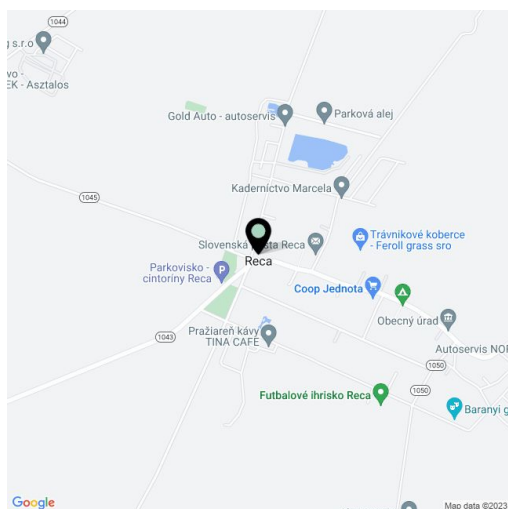 1044
g s.r.o
vo -
EK - Asztalos
Gold Auto - autoservis
Parková alej
Kaderníctvo Marcela
1045
Slovenská pošta Reca
Trávnikové koberce
- Feroll grass sro
Reca
Parkovisko -
cintoríny Reca
Coop Jednota
Obecný úrad
1043
Pražiareň kávy
TINA CAFÉ
Autoservis NOR
1050
1050
Futbalové ihrisko Reca
Baranyi g
Google
Map data ©2023